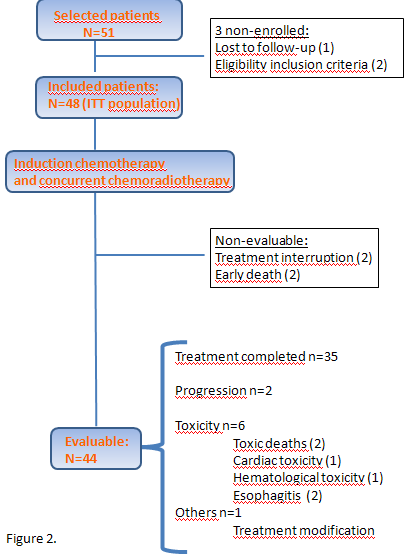 Selected patients
N=51
3 non-enrolled:
Lost to follow-up (1)
Eligibility inclusion criteria (2)
Included patients:
N=48 (ITT population)
Induction chemotherapy
and concurrent chemoradiotherapy
Non-evaluable:
Treatment interruption (2)
Early death (2)
Treatment completed n=35
Progression n=2
Toxicity n=6
Toxic deaths (2)
Cardiac toxicity (1)
Hematological toxicity (1)
Esophagitis (2)
Others n=1
Treatment modification
Evaluable:
N=44
Figure 2.